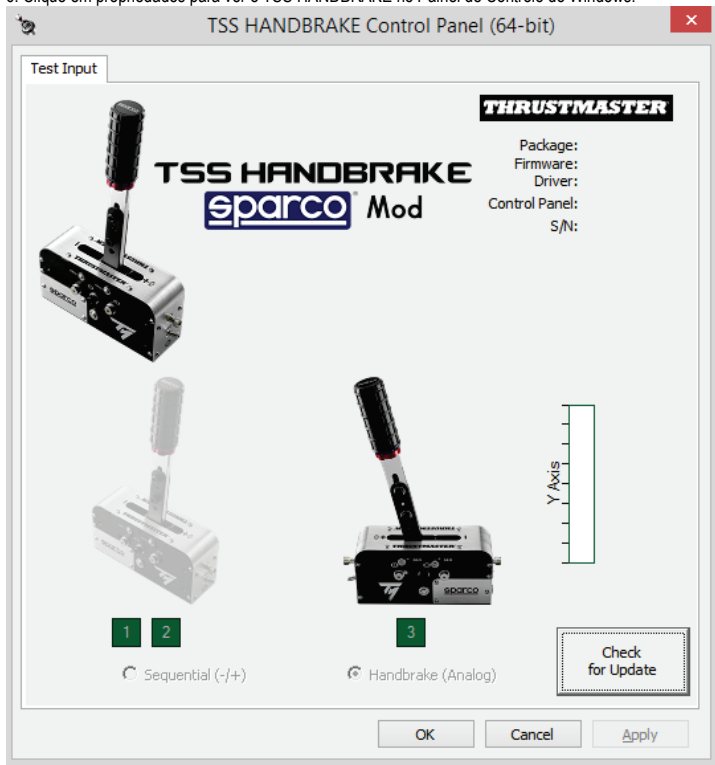 TSS HANDBRAKE Control Panel (64-bit)
Test Input
THRUSTMASTER
Package:
Firmware:
Driver:
Control Panel:
S/N:
TSS HANDBRAKE
sparco Mod
Y Axis
1 2
3
Sequential (-/+)
Handbrake (Analog)
Check
for Update
OK Cancel Apply